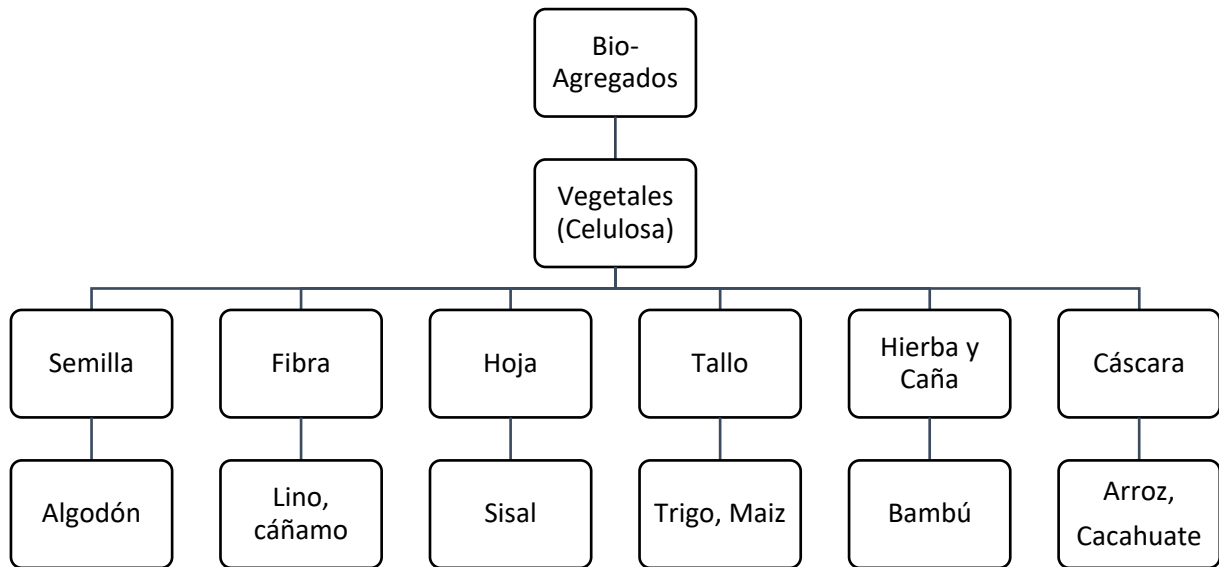 Bio-
Agregados
Vegetales
(Celulosa)
Semilla
Fibra
Hoja
Tallo
Hierba y
Caña
Cáscara
Algodón
Lino,
cáñamo
Sisal
Trigo, Maiz
Bambú
Arroz,
Cacahuate